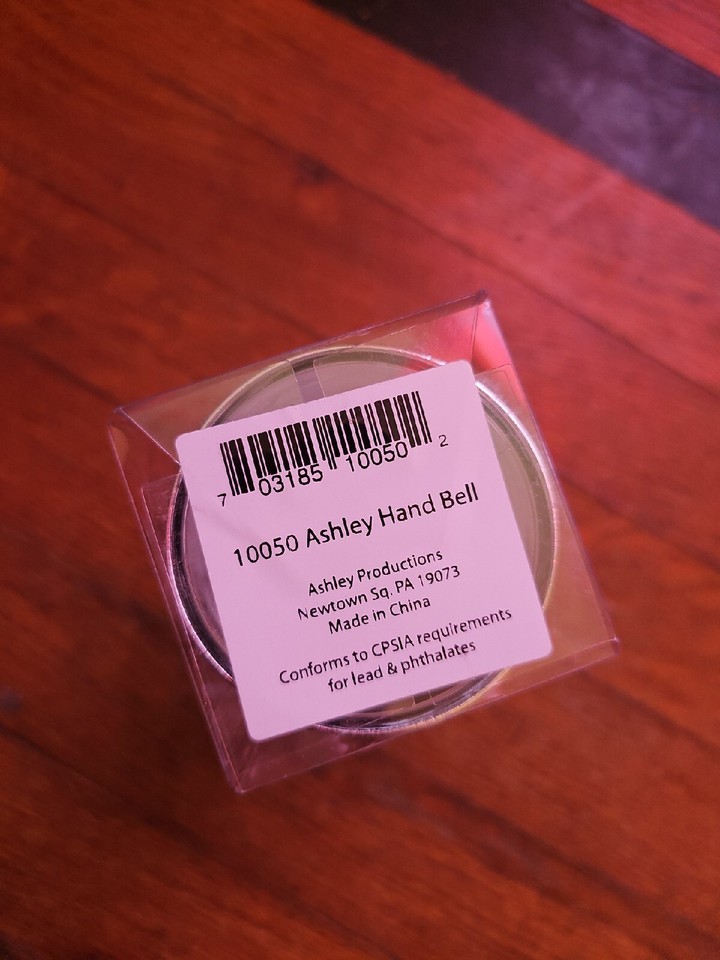 7 03185 10050 2
10050 Ashley Hand Bell
Ashley Productions
Newtown Sq. PA 19073
Made in China
Conforms to CPSIA requirements
for lead & phthalates